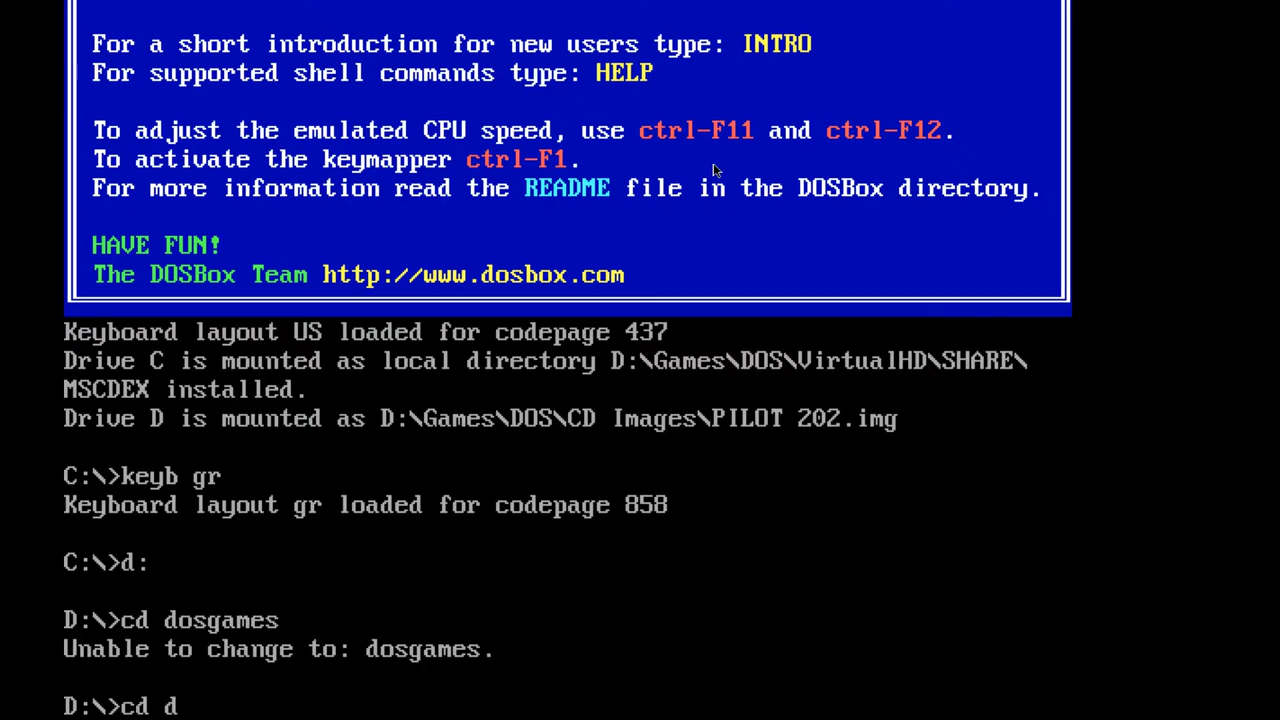 For a short introduction for new users type: INTRO
For supported shell commands type: HELP
To adjust the emulated CPU speed, use ctrl-F11 and ctrl-F12.
To activate the keymapper ctrl-F1.
For more information read the README file in the DOSBox directory.
HAVE FUN!
The DOSBox Team http://www.dosbox.com
Keyboard layout US loaded for codepage 437
Drive C is mounted as local directory D:\Games\DOS\VirtualHD\SHARE\
MSCDEX installed.
Drive D is mounted as D:\Games\DOS\CD Images\PILOT 202.img
C:\>keyb gr
Keyboard layout gr loaded for codepage 858
C:\>d:
D:\>cd dosgames
Unable to change to: dosgames.
D:\>cd d